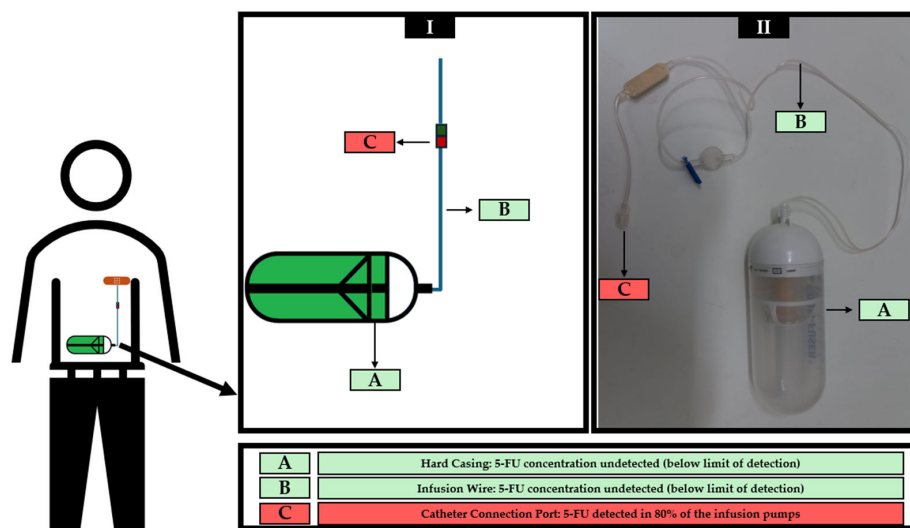 I
II
C
B
A
B
C
A
A Hard Casing: 5-FU concentration undetected (below limit of detection)
B Infusion Wire: 5-FU concentration undetected (below limit of detection)
C Catheter Connection Port: 5-FU detected in 80% of the infusion pumps